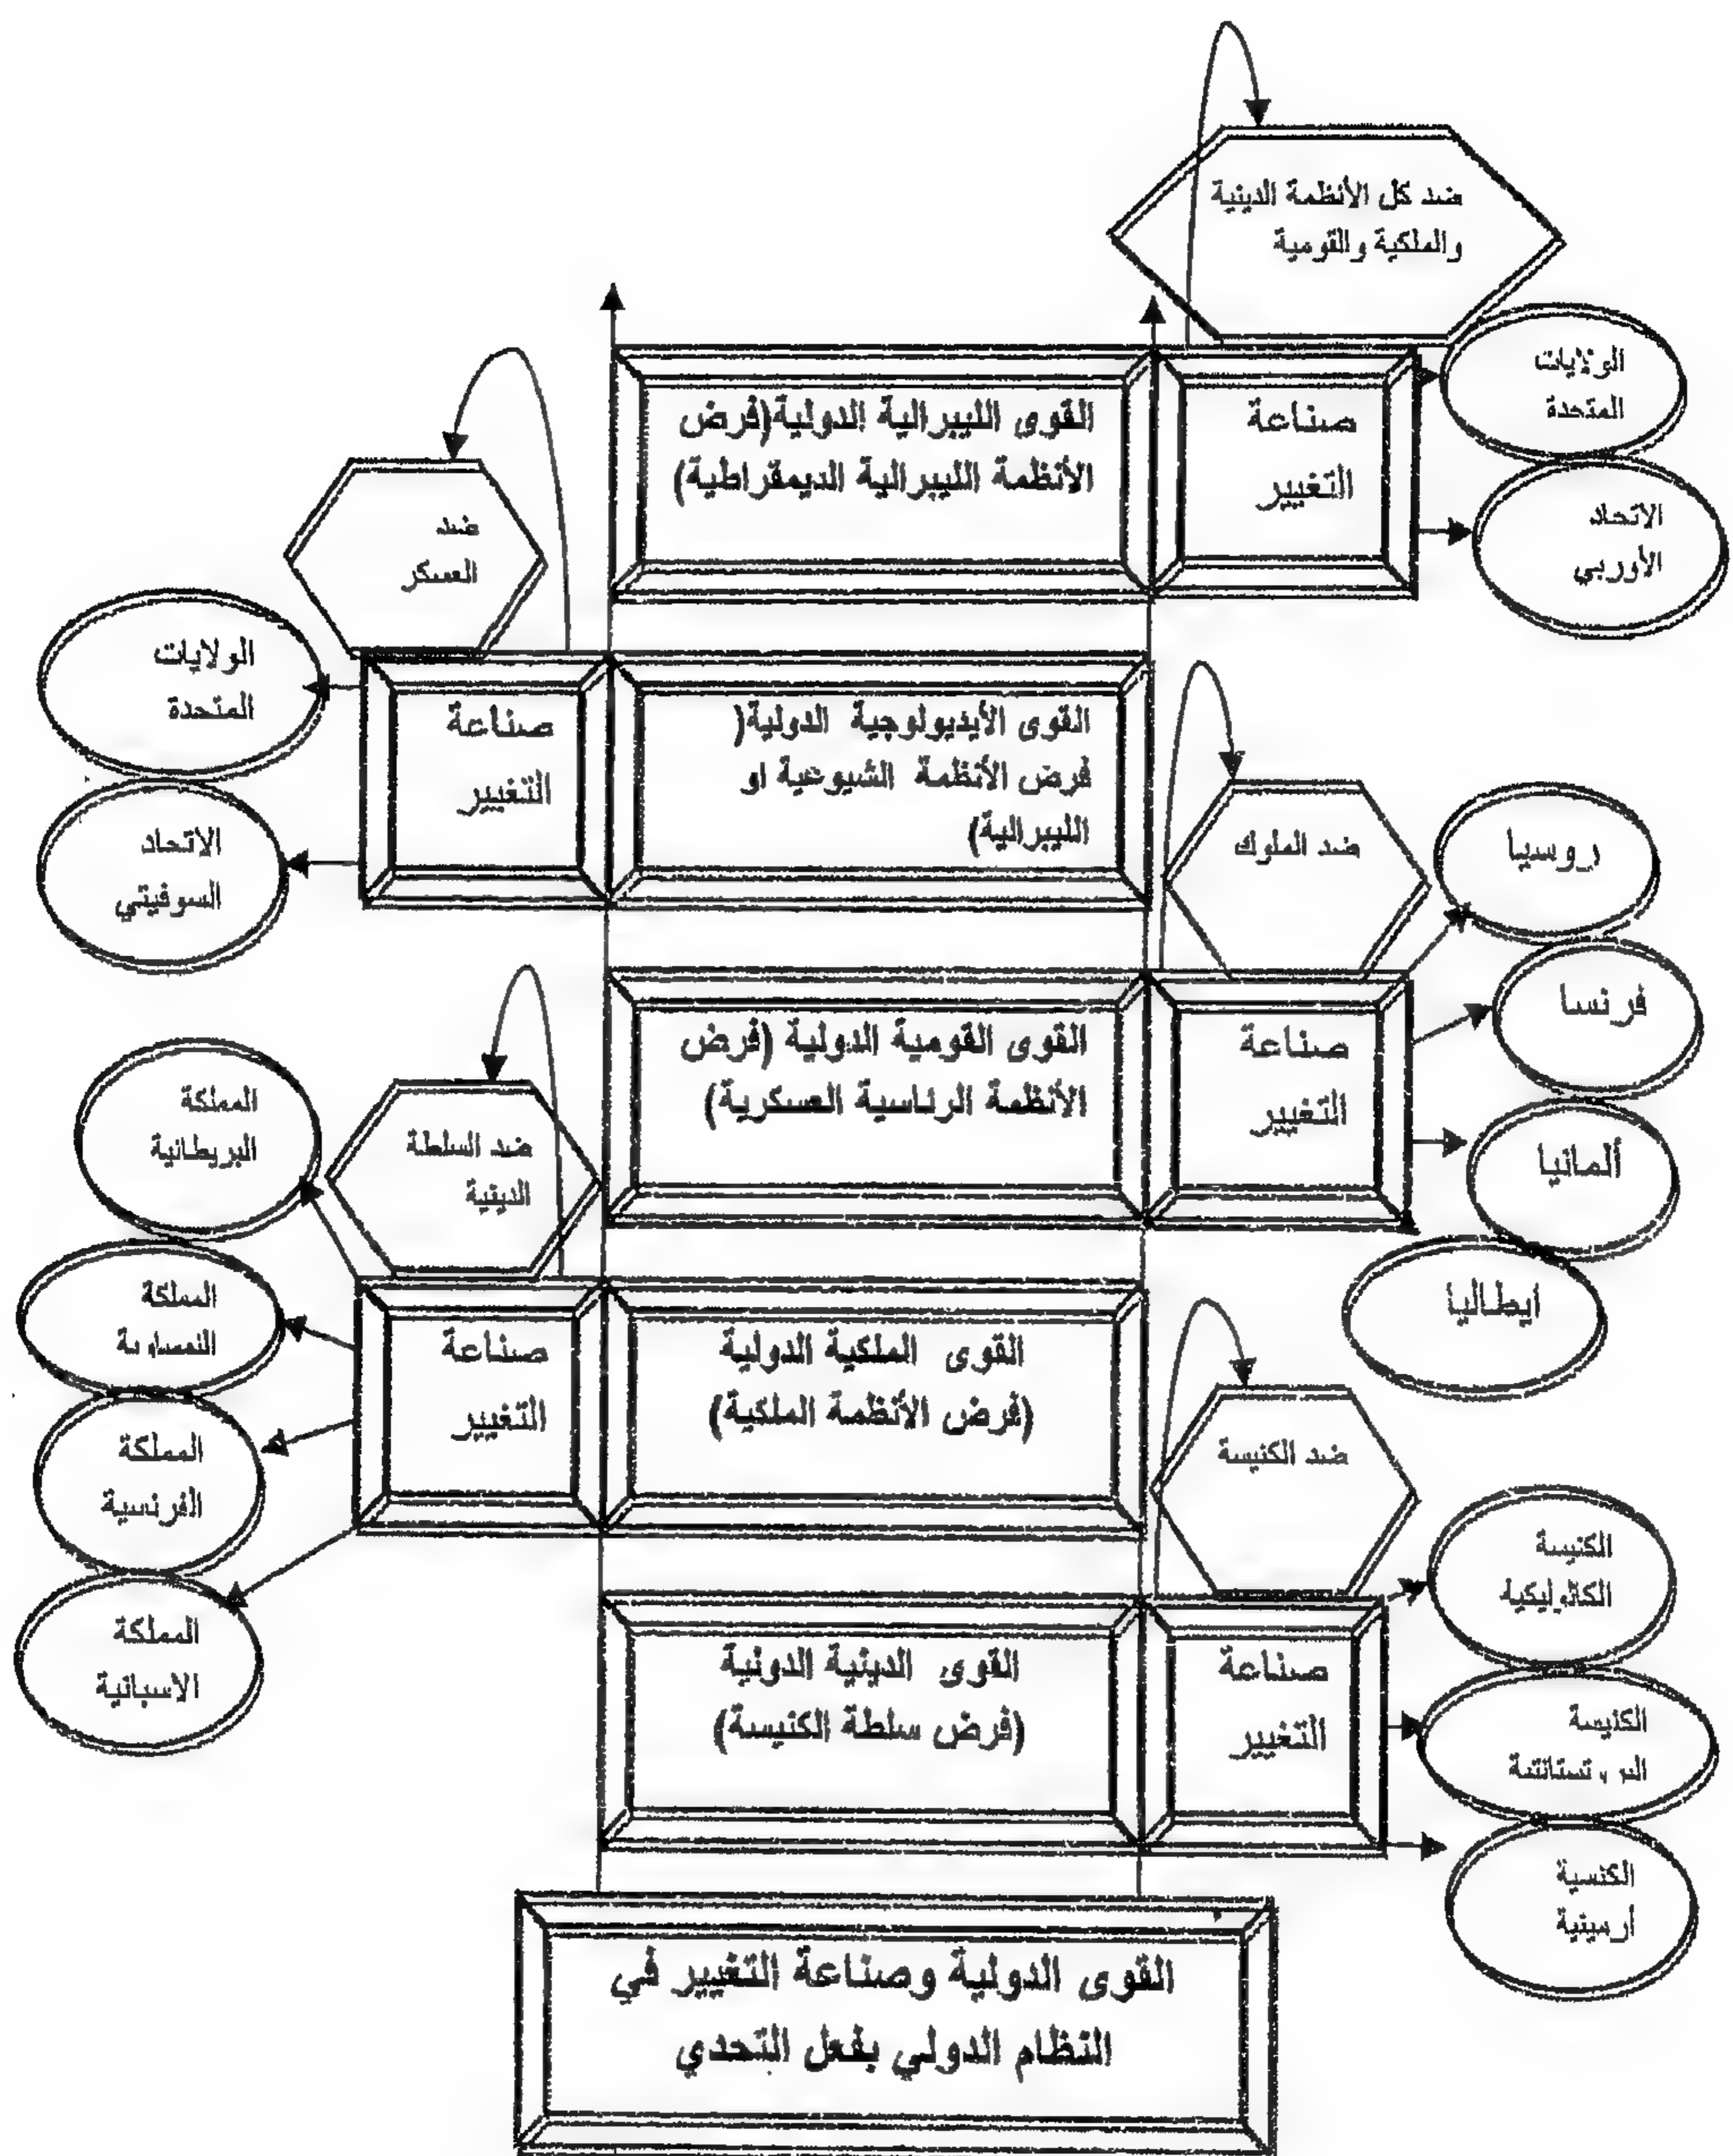 ضد كل الأنظمة الدينية
والملكية والقومية
الولايات
المتحدة
القوى الليبرالية الدولية(فرض
الأنظمة الليبرالية الديمقراطية)
صناعة
التغيير
الاتحاد
الأوربي
ضد
العسكر
الولايات
المتحدة
صناعة
التغيير
القوى الأيديولوجية الدولية(
فرض الأنظمة الشيوعية او
الليبرالية)
الاتحاد
السوفيتي
ضد الملوك
روسيا
فرنسا
القوى القومية الدولية (فرض
الأنظمة الرئاسية العسكرية)
صناعة
التغيير
ألمانيا
ايطاليا
المملكة
البريطانية
ضد السلطة
الدينية
المملكة
النمساوية
صناعة
التغيير
القوى الملكية الدولية
(فرض الأنظمة الملكية)
المملكة
الفرنسية
المملكة
الاسبانية
ضد الكنيسة
الكنيسة
الكاثوليكية
القوى الدينية الدولية
(فرض سلطة الكنيسة)
صناعة
التغيير
الكنيسة
البروتستانتية
الكنسية
القوى الدولية وصناعة التغيير في
النظام الدولي بفعل التحدي